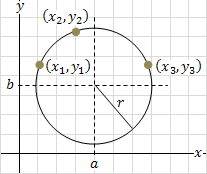 y
(x₂,y₂)
(x₁,y₁)
(x₃,y₃)
b
r
a
x